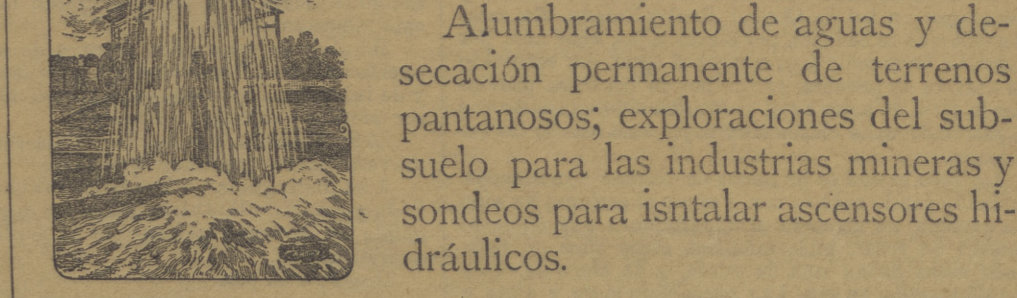 Alumbramiento de aguas y de-
secación permanente de terrenos
pantanosos; exploraciones del sub-
suelo para las industrias mineras y
sondeos para isntalar ascensores hi-
dráulicos.